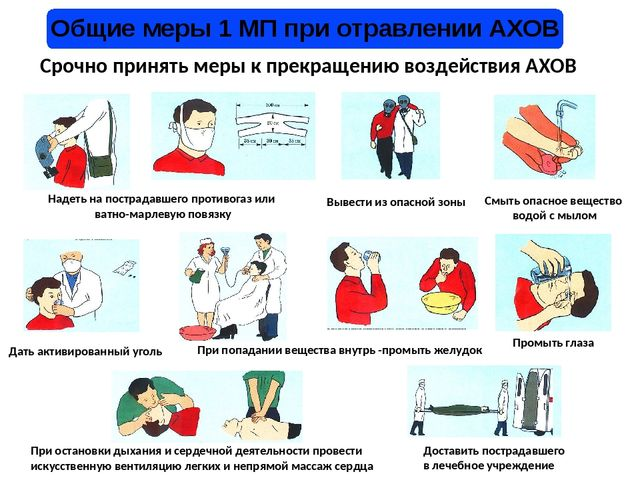 Общие меры 1 МП при отравлении АХОВ
Срочно принять меры к прекращению воздействия АХОВ
Надеть на пострадавшего противогаз или
ватно-марлевую повязку
Вывести из опасной зоны
Смыть опасное вещество
водой с мылом
Дать активированный уголь
При попадании вещества внутрь -промыть желудок
Промыть глаза
При остановки дыхания и сердечной деятельности провести
искусственную вентиляцию легких и непрямой массаж сердца
Доставить пострадавшего
в лечебное учреждение